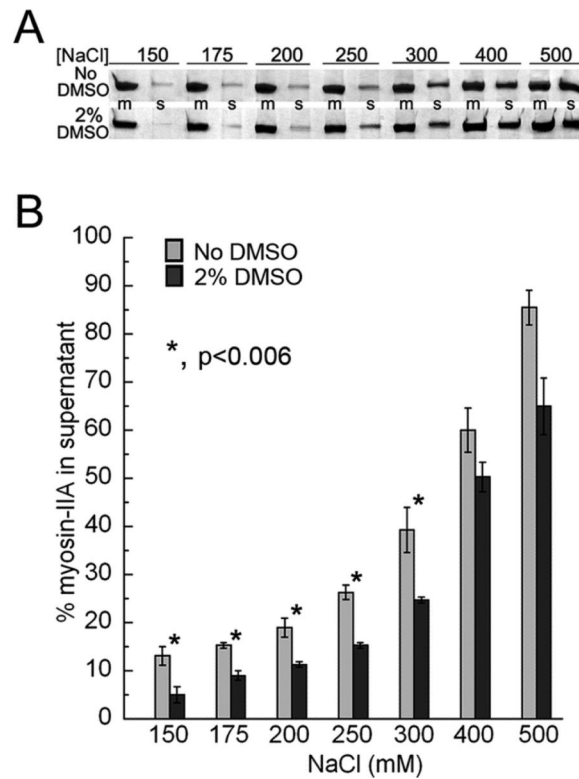 A
[NaCl] 150 175 200 250 300 400 500
No
DMSO
m s m s m s m s m s m s m s
2%
DMSO
B
100
90
80
70
60
50
40
30
20
10
0
% myosin-IIA in supernatant
No DMSO
2% DMSO
*, p<0.006
* * * * *
150 175 200 250 300 400 500
NaCl (mM)